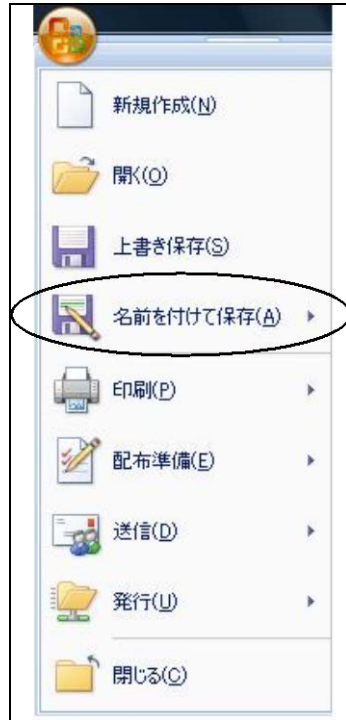 新規作成(N)
開く(O)
上書き保存(S)
名前を付けて保存(A)
印刷(P)
配布準備(E)
送信(D)
発行(U)
閉じる(C)